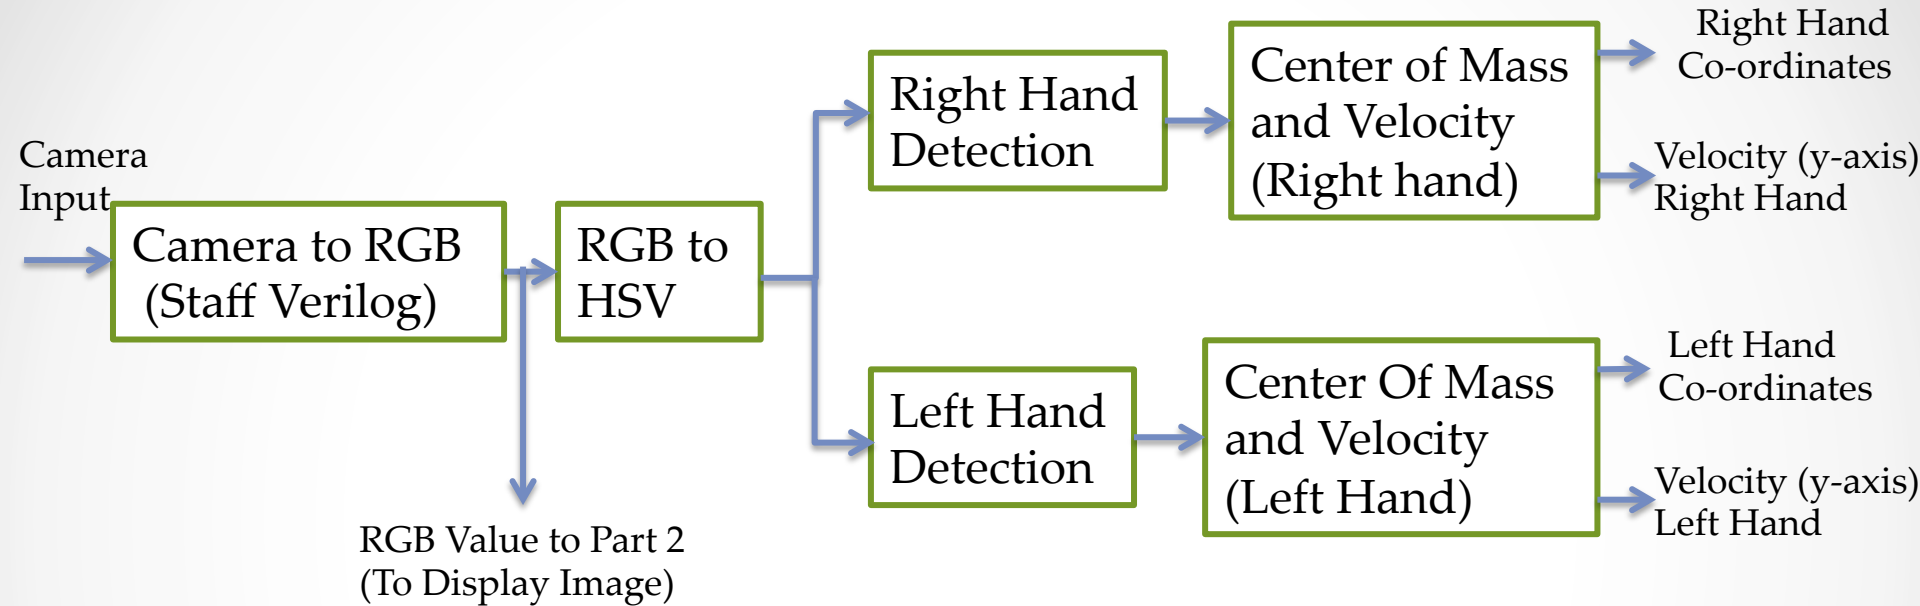 Camera
Input
Camera to RGB
(Staff Verilog)
RGB Value to Part 2
(To Display Image)
RGB to
HSV
Right Hand
Detection
Center of Mass
and Velocity
(Right hand)
Right Hand
Co-ordinates
Velocity (y-axis)
Right Hand
Left Hand
Detection
Center Of Mass
and Velocity
(Left Hand)
Left Hand
Co-ordinates
Velocity (y-axis)
Left Hand